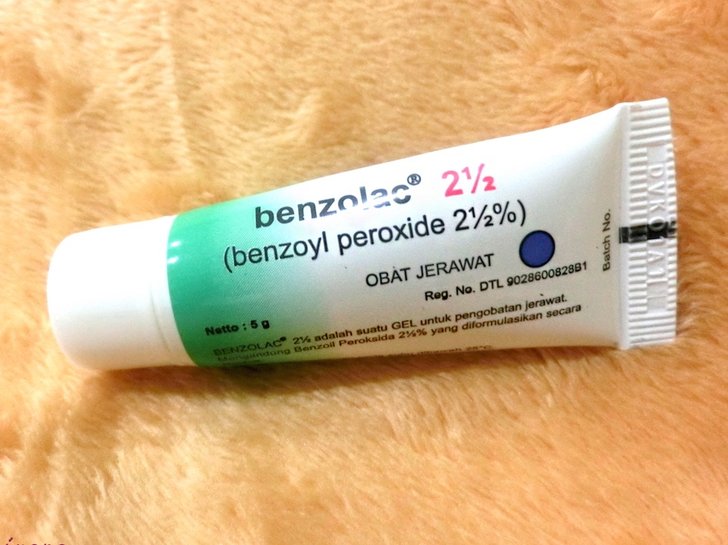 benzolac® 2½
(benzoyl peroxide 2½%)
OBAT JERAWAT
Reg. No. DTL 9028600828B1
Batch No.
Netto : 5 g
BENZOLAC® 2½ adalah suatu GEL untuk pengobatan jerawat.
Mengandung Benzoil Peroksida 2½% yang diformulasikan secara